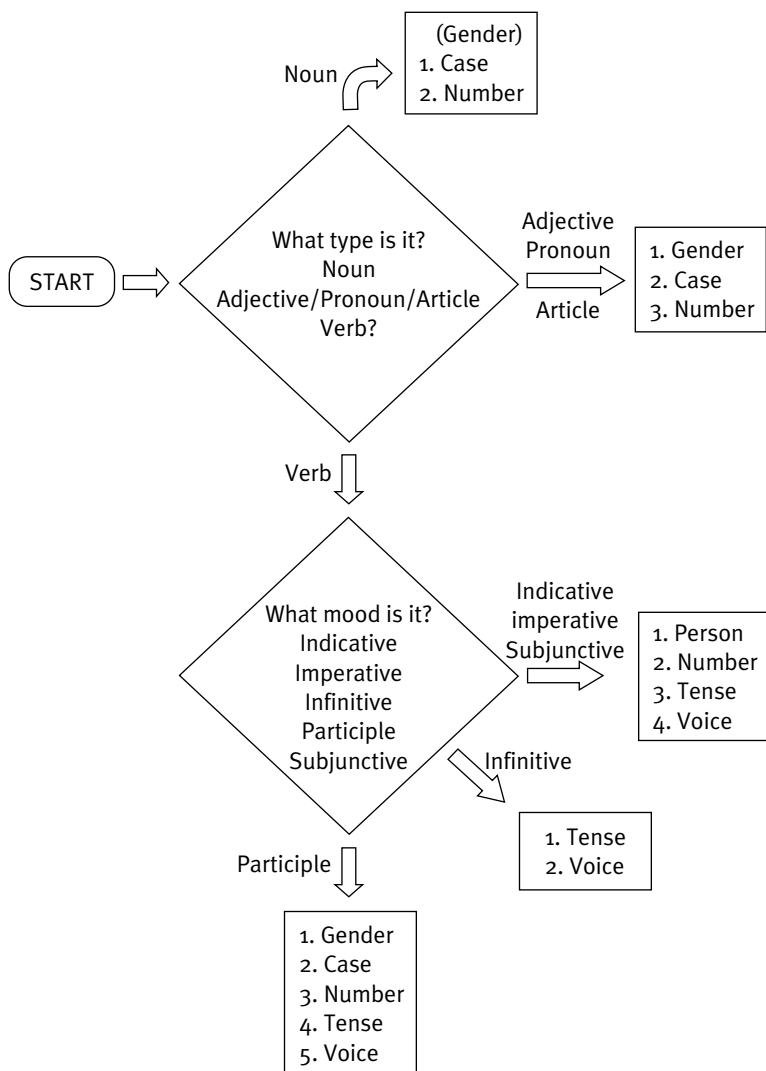 Noun
(Gender)
1. Case
2. Number
START
What type is it?
Noun
Adjective/Pronoun/Article
Verb?
Adjective
Pronoun
Article
1. Gender
2. Case
3. Number
Verb
What mood is it?
Indicative
Imperative
Infinitive
Participle
Subjunctive
Indicative
imperative
Subjunctive
1. Person
2. Number
3. Tense
4. Voice
Infinitive
1. Tense
2. Voice
Participle
1. Gender
2. Case
3. Number
4. Tense
5. Voice